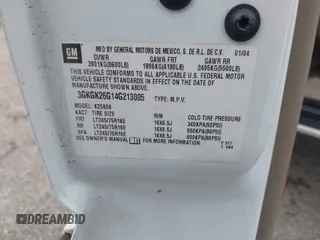 GM
MFD BY GENERAL MOTORS DE MEXICO, S. DE R.L. DE C.V. 01/04
GVWR GAWR FRT GAWR RR
3901KG(8600LB) 1896KG(4180LB) 2495KG(5500LB)
THIS VEHICLE CONFORMS TO ALL APPLICABLE U.S. FEDERAL
MOTOR VEHICLE SAFETY STANDARDS IN EFFECT ON THE DATE OF
MANUFACTURE SHOWN ABOVE.
3GKGK26G14G213005 TYPE: M.P.V.
MODEL: K25906
KACT TIRE SIZE RIM COLD TIRE PRESSURE
FRT LT245/75R16E 16X6.5J 340KPA(50PSI)
RR LT245/75R16E 16X6.5J 550KPA(80PSI)
SPA LT245/75R16E 16X6.5J 550KPA(80PSI)
SEE OWNER'S MANUAL
DREAMBID